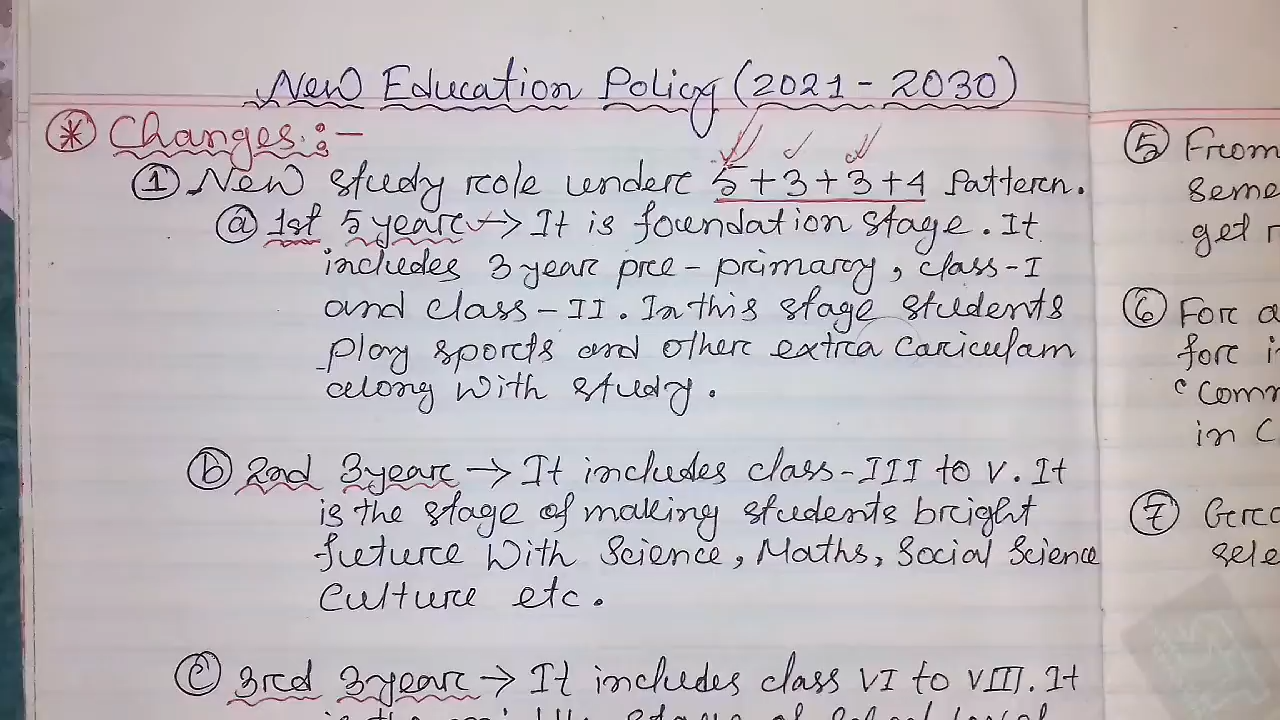 New Education Policy (2021 - 2030)
* Changes :-
1 New study role under 5+3+3+4 Pattern.
a 1st 5 year → It is foundation stage. It
includes 3 year pre - primary, class-I
and class-II. In this stage students
play sports and other extra cariculam
along with study.
b 2nd 3 year → It includes class-III to V. It
is the stage of making students bright
future with Science, Maths, Social Science
Culture etc.
c 3rd 3 year → It includes class VI to VIII. It
5 From
seme
get r
6 For a
for i
"Comm
in C
7 Gra
sele